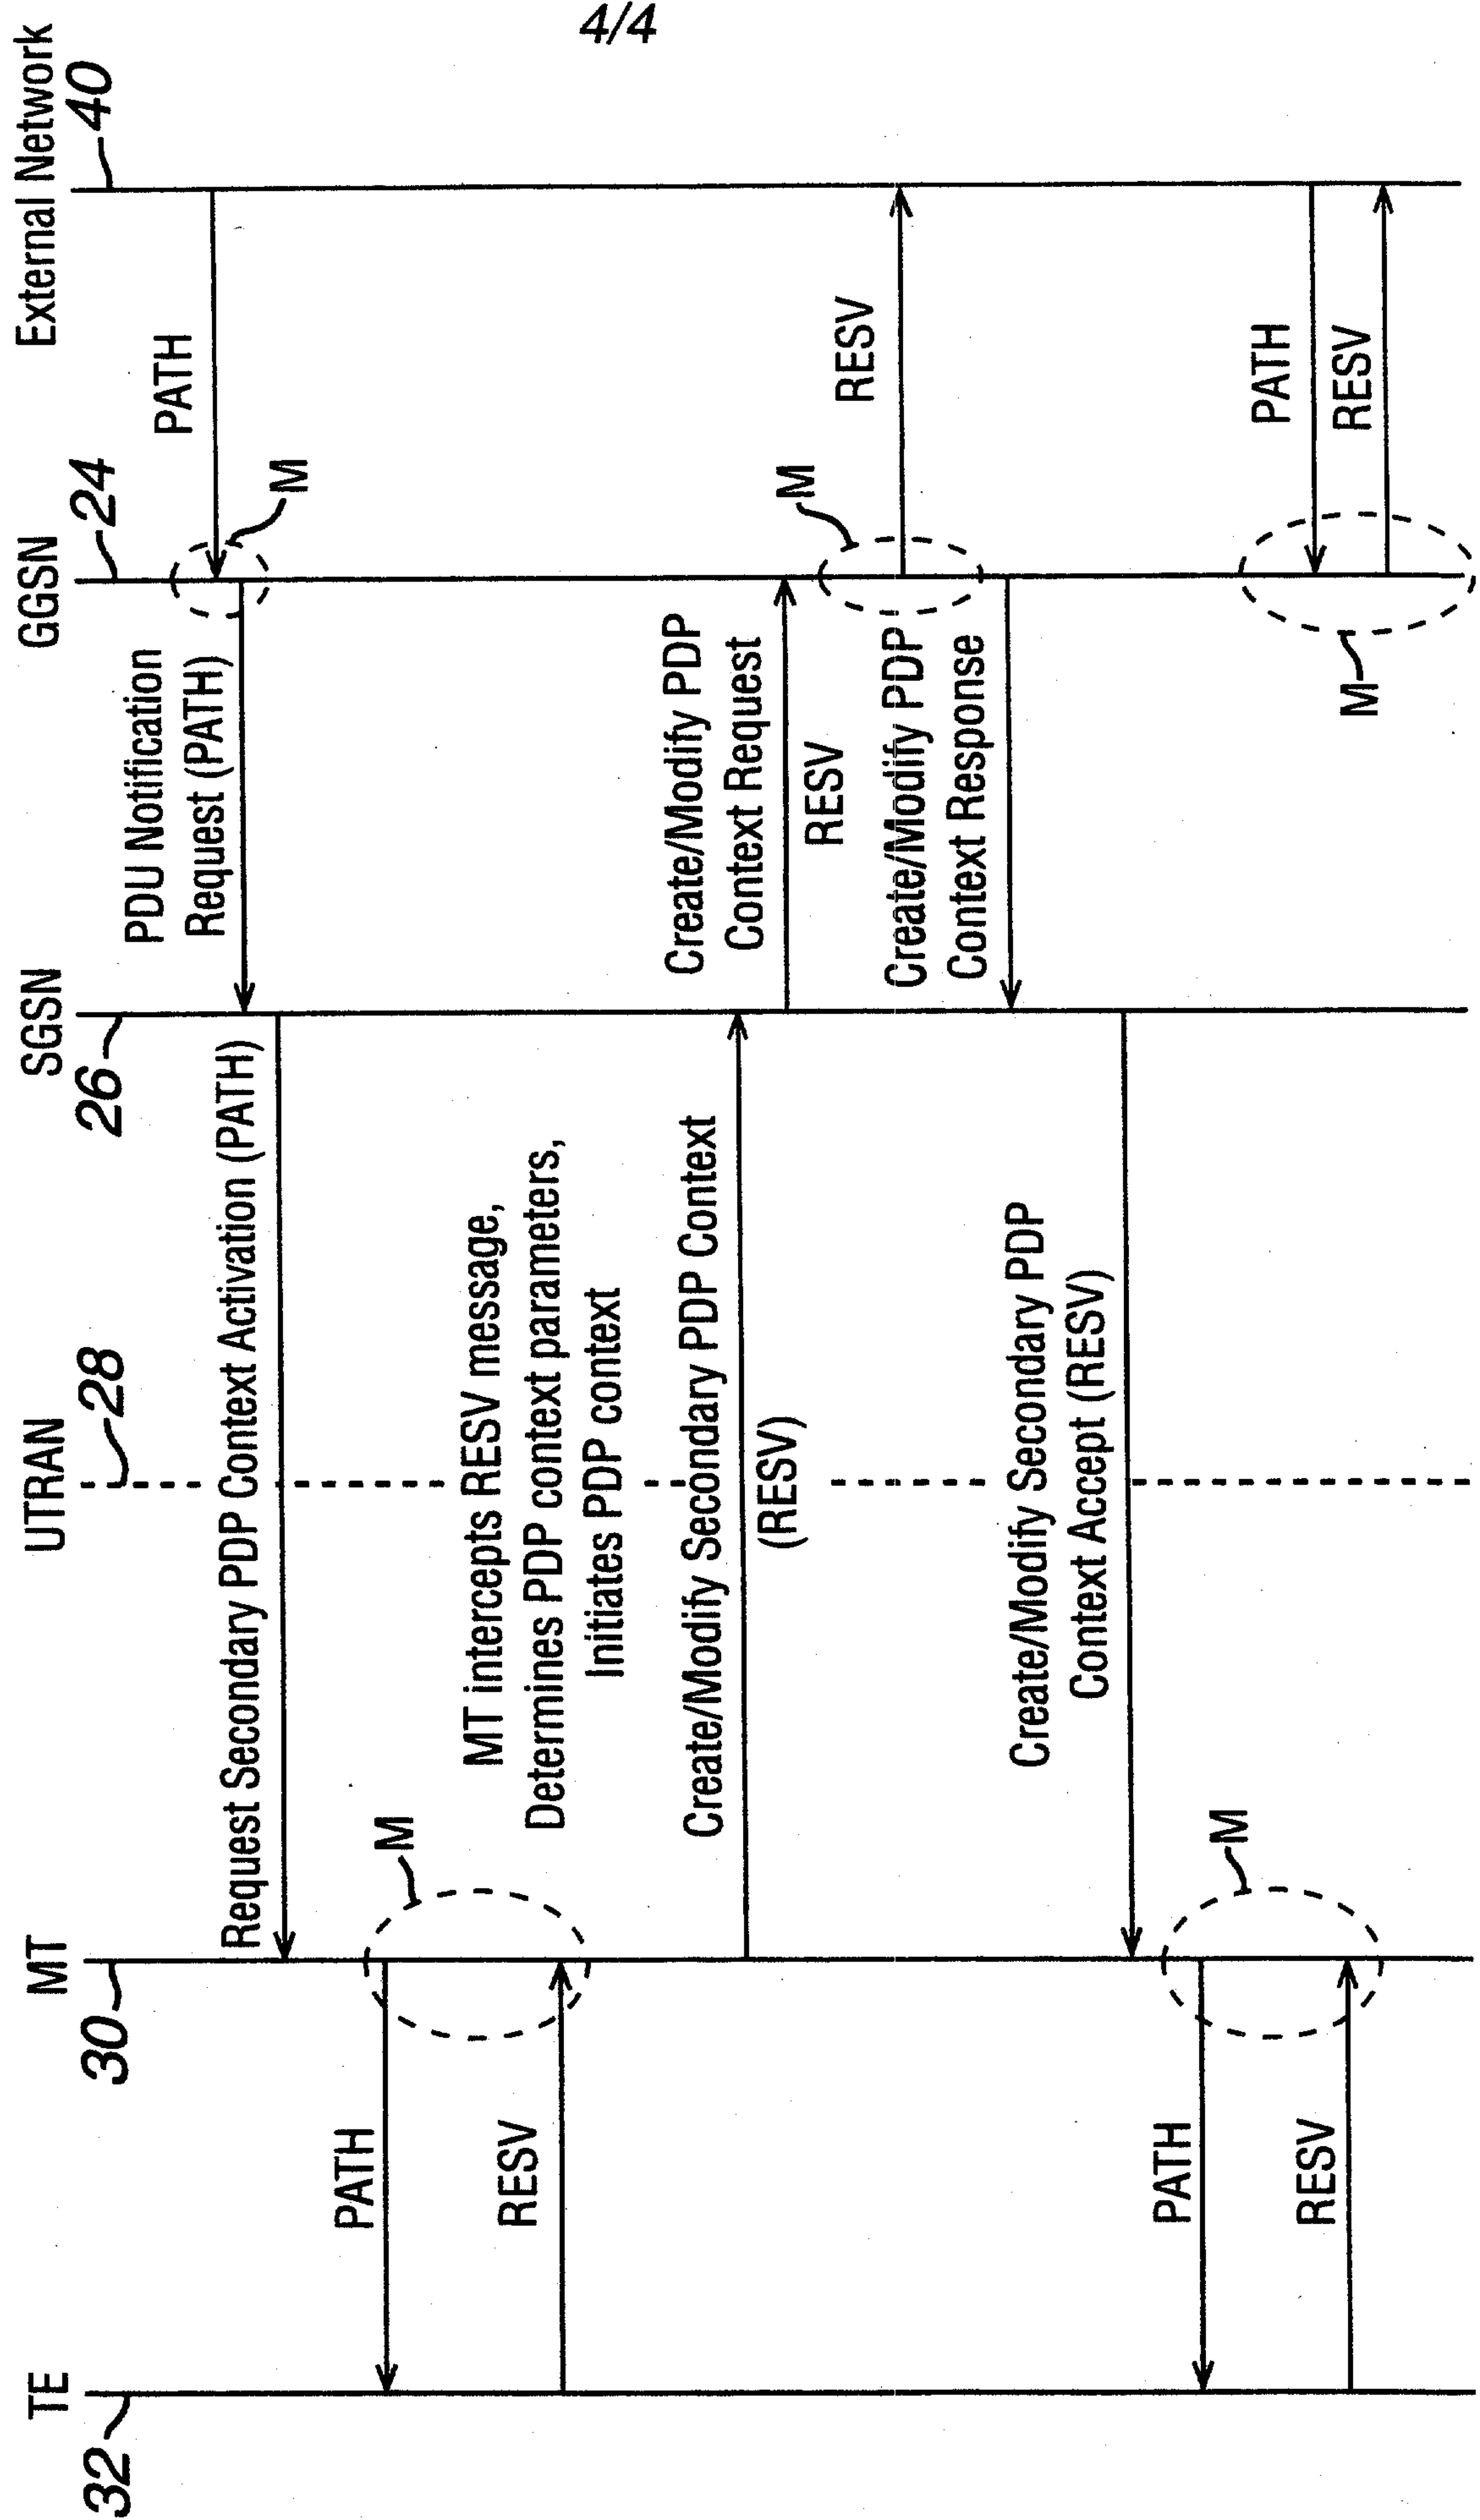 4/4
TE
MT
UTRAN
SGSN
GGSN
External Network
32
30
28
26
24
40
PATH
M
PDU Notification
Request (PATH)
Request Secondary PDP Context Activation (PATH)
PATH
M
RESV
MT intercepts RESV message,
Determines PDP context parameters,
Initiates PDP context
Create/Modify Secondary PDP Context
(RESV)
Create/Modify PDP
Context Request
RESV
M
RESV
Create/Modify PDP
Context Response
Create/Modify Secondary PDP
Context Accept (RESV)
M
PATH
RESV
PATH
RESV
M